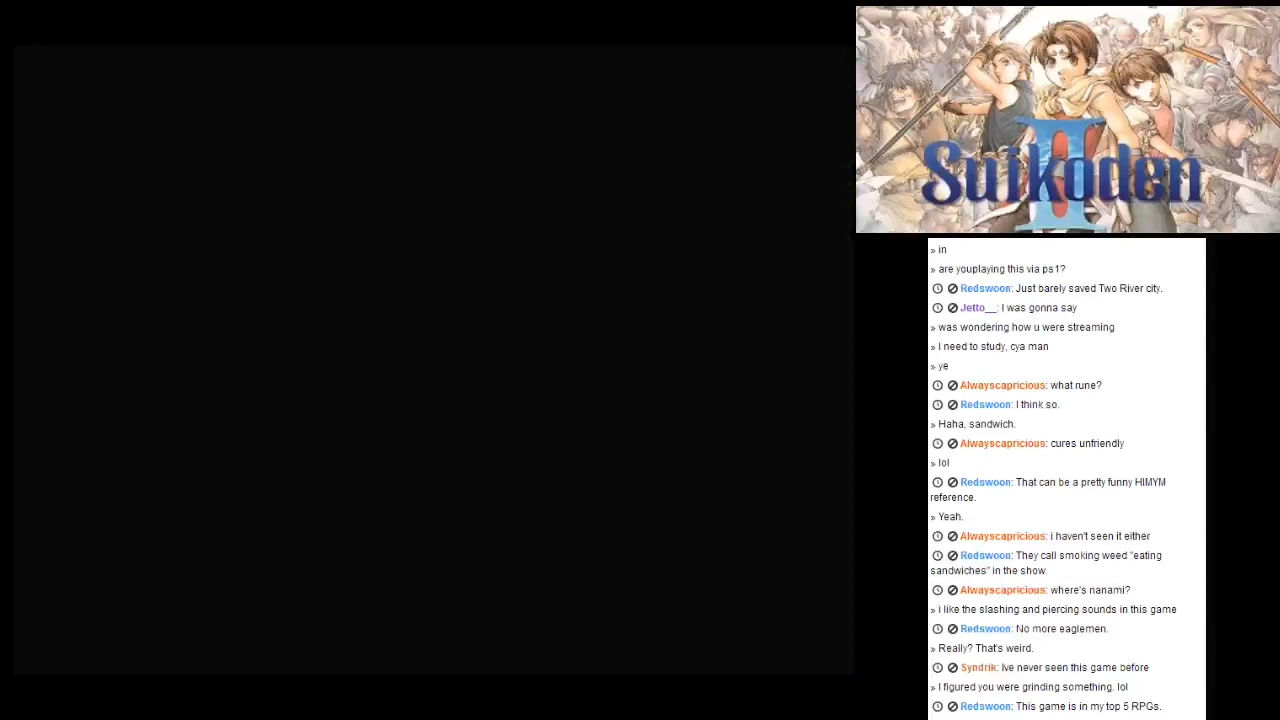 Suikoden
II
» in
» are youplaying this via ps1?
Redswoon: Just barely saved Two River city.
Jetto__: I was gonna say
» was wondering how u were streaming
» I need to study, cya man
» ye
Alwayscapricious: what rune?
Redswoon: I think so.
» Haha, sandwich.
Alwayscapricious: cures unfriendly
» lol
Redswoon: That can be a pretty funny HIMYM
reference.
» Yeah.
Alwayscapricious: i haven't seen it either
Redswoon: They call smoking weed "eating
sandwiches" in the show.
Alwayscapricious: where's nanami?
» i like the slashing and piercing sounds in this game
Redswoon: No more eaglemen.
» Really? That's weird.
Syndrik: Ive never seen this game before
» I figured you were grinding something. lol
Redswoon: This game is in my top 5 RPGs.